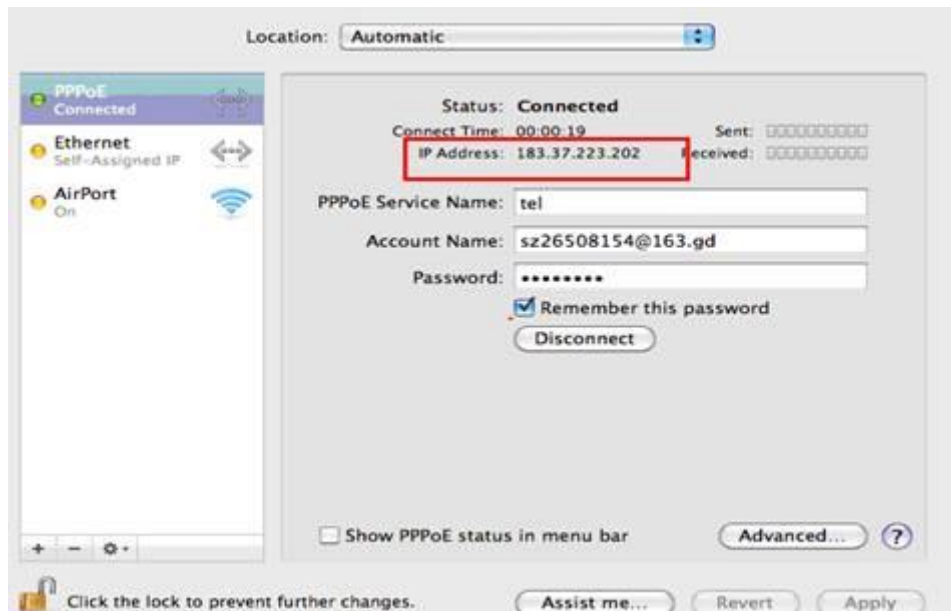 Location: Automatic
PPPoE
Connected
Ethernet
Self-Assigned IP
AirPort
On
Status: Connected
Connect Time: 00:00:19 Sent:
IP Address: 183.37.223.202 Received:
PPPoE Service Name: tel
Account Name: sz26508154@163.gd
Password: ••••••••
Remember this password
Disconnect
Show PPPoE status in menu bar Advanced... ?
Click the lock to prevent further changes. Assist me... Revert Apply